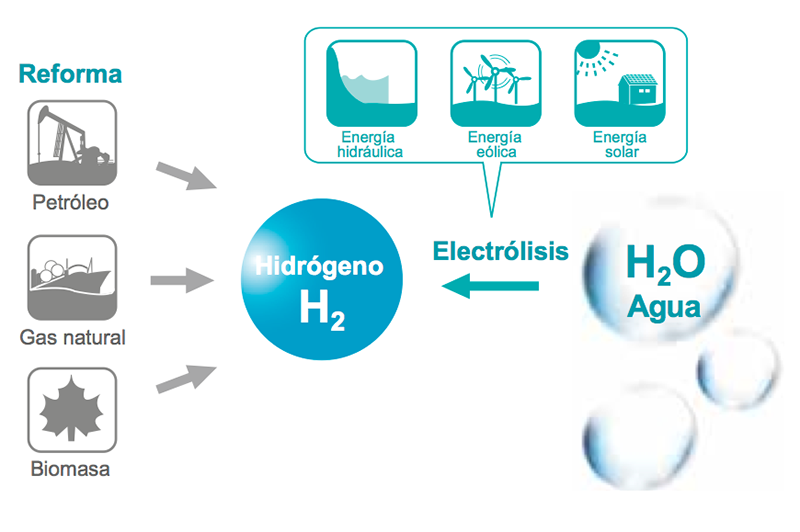 Reforma
Petróleo
Gas natural
Biomasa
Energía
hidráulica
Energía
eólica
Energía
solar
Hidrógeno
H₂
Electrólisis
H₂O
Agua